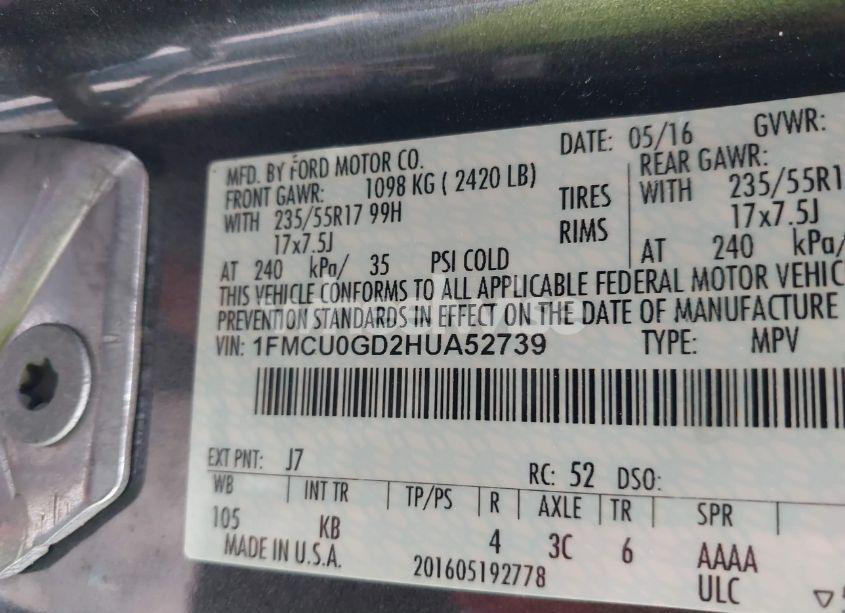 MFD. BY FORD MOTOR CO.
DATE: 05/16
GVWR:
FRONT GAWR: 1098 KG ( 2420 LB)
REAR GAWR:
WITH 235/55R17 99H
TIRES
WITH 235/55R1
17x7.5J
RIMS
17x7.5J
AT 240 kPa/ 35 PSI COLD
AT 240 kPa/
THIS VEHICLE CONFORMS TO ALL APPLICABLE FEDERAL MOTOR VEHIC
PREVENTION STANDARDS IN EFFECT ON THE DATE OF MANUFACTURE
VIN: 1FMCU0GD2HUA52739
TYPE: MPV
EXT PNT: J7
RC: 52 DSO:
WB INT TR TP/PS R AXLE TR SPR
105 KB 4 3C 6 AAAA
MADE IN U.S.A.
201605192778
ULC